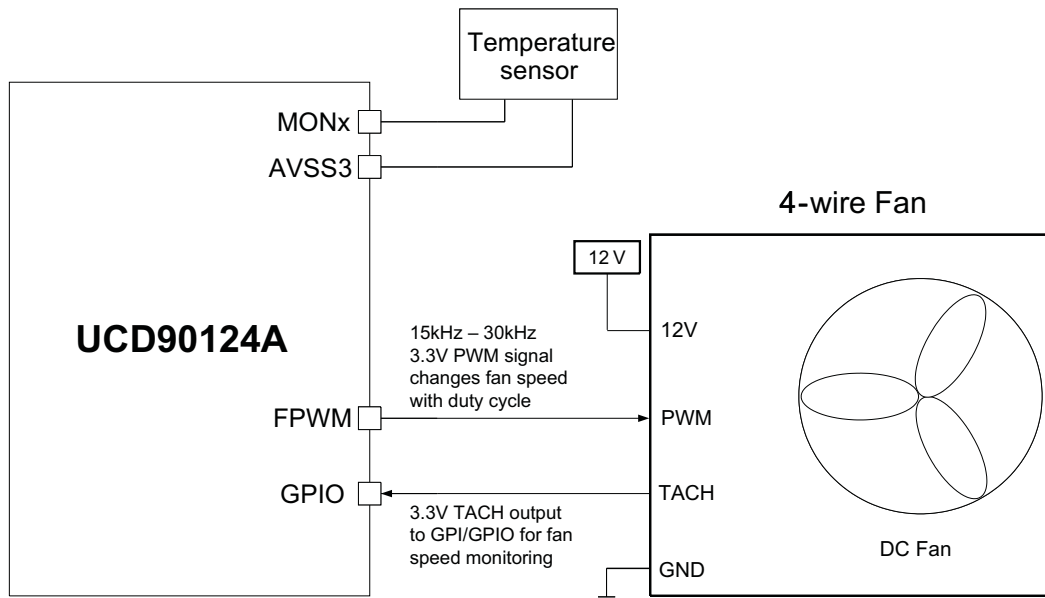 Temperature
sensor
MONx
AVSS3
4-wire Fan
12 V
12V
UCD90124A
15kHz – 30kHz
3.3V PWM signal
changes fan speed
with duty cycle
FPWM
PWM
GPIO
TACH
3.3V TACH output
to GPI/GPIO for fan
speed monitoring
DC Fan
GND